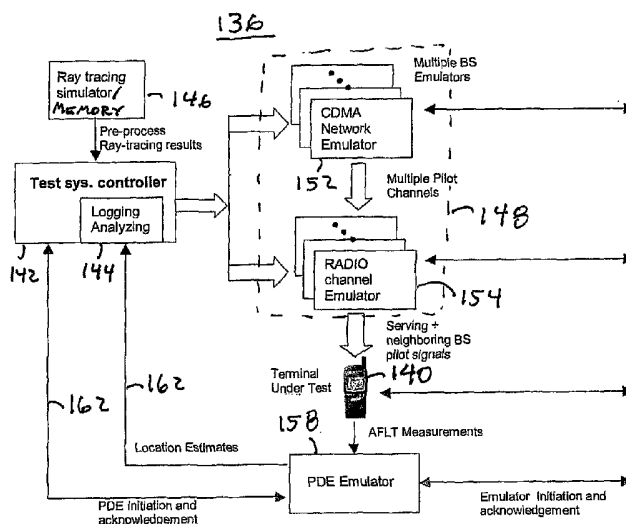 136
Ray tracing
simulator/
MEMORY
146
Multiple BS
Emulators
CDMA
Network
Emulator
152
Pre-process
Ray-tracing results
Test sys. controller
Logging
Analyzing
142
144
Multiple Pilot
Channels
148
RADIO
channel
Emulator
154
Serving +
neighboring BS
pilot signals
Terminal
Under Test
140
162
162
158
AFLT Measurements
Location Estimates
PDE Emulator
PDE Initiation and
acknowledgement
Emulator Initiation and
acknowledgement